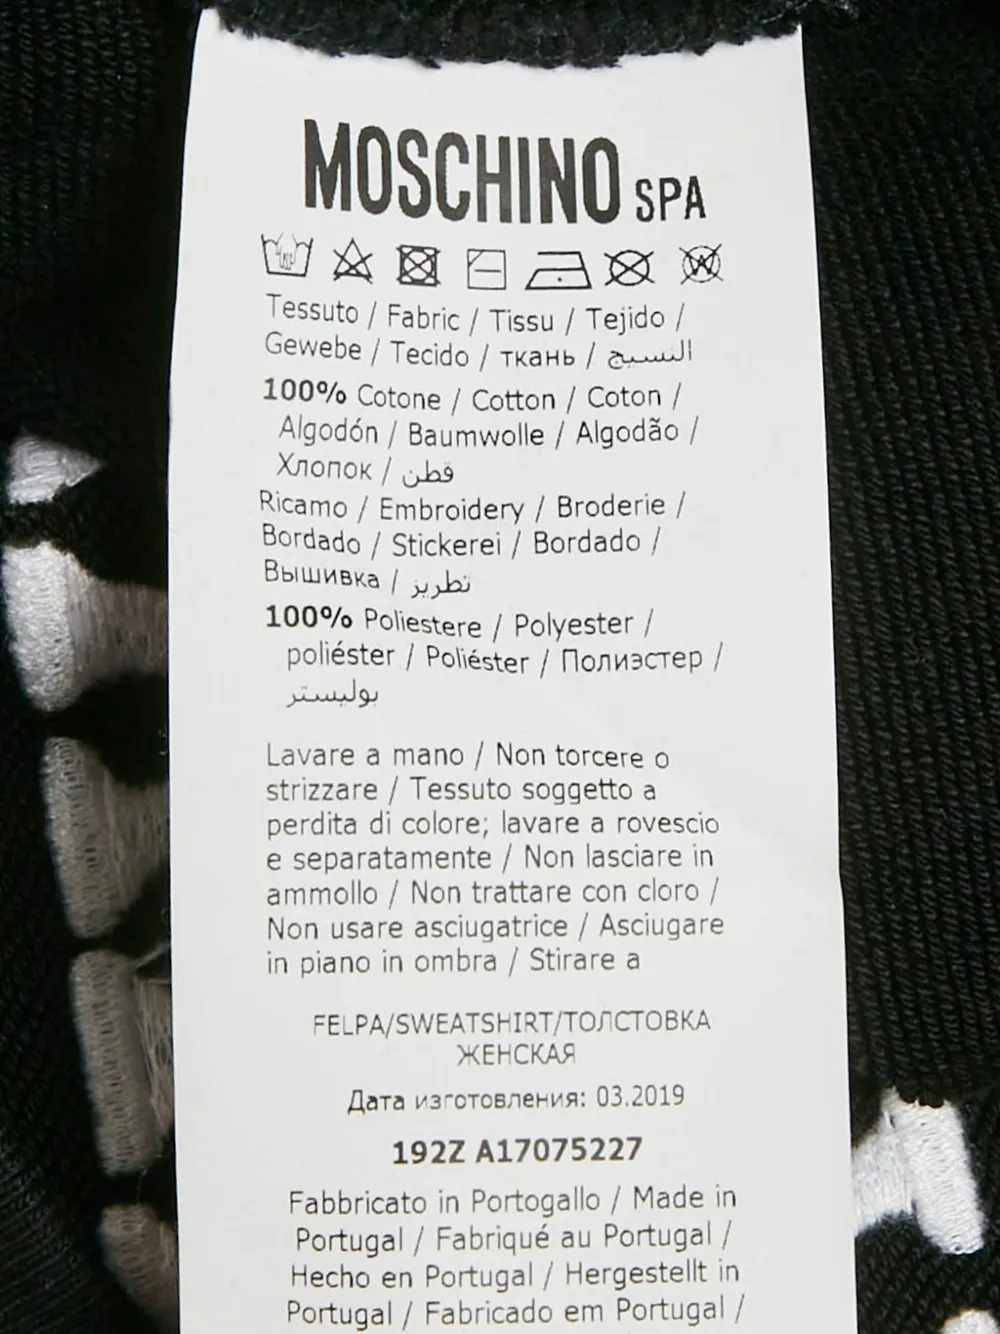 MOSCHINO SPA
Tessuto / Fabric / Tissu / Tejido /
Gewebe / Tecido / ткань / النسيج
100% Cotone / Cotton / Coton /
Algodón / Baumwolle / Algodão /
Хлопок / قطن
Ricamo / Embroidery / Broderie /
Bordado / Stickerei / Bordado /
Вышивка / تطريز
100% Poliestere / Polyester /
poliéster / Poliéster / Полиэстер /
بوليستر
Lavare a mano / Non torcere o
strizzare / Tessuto soggetto a
perdita di colore; lavare a rovescio
e separatamente / Non lasciare in
ammollo / Non trattare con cloro /
Non usare asciugatrice / Asciugare
in piano in ombra / Stirare a
FELPA/SWEATSHIRT/ТОЛСТОВКА
ЖЕНСКАЯ
Дата изготовления: 03.2019
192Z A17075227
Fabbricato in Portogallo / Made in
Portugal / Fabriqué au Portugal /
Hecho en Portugal / Hergestellt in
Portugal / Fabricado em Portugal /